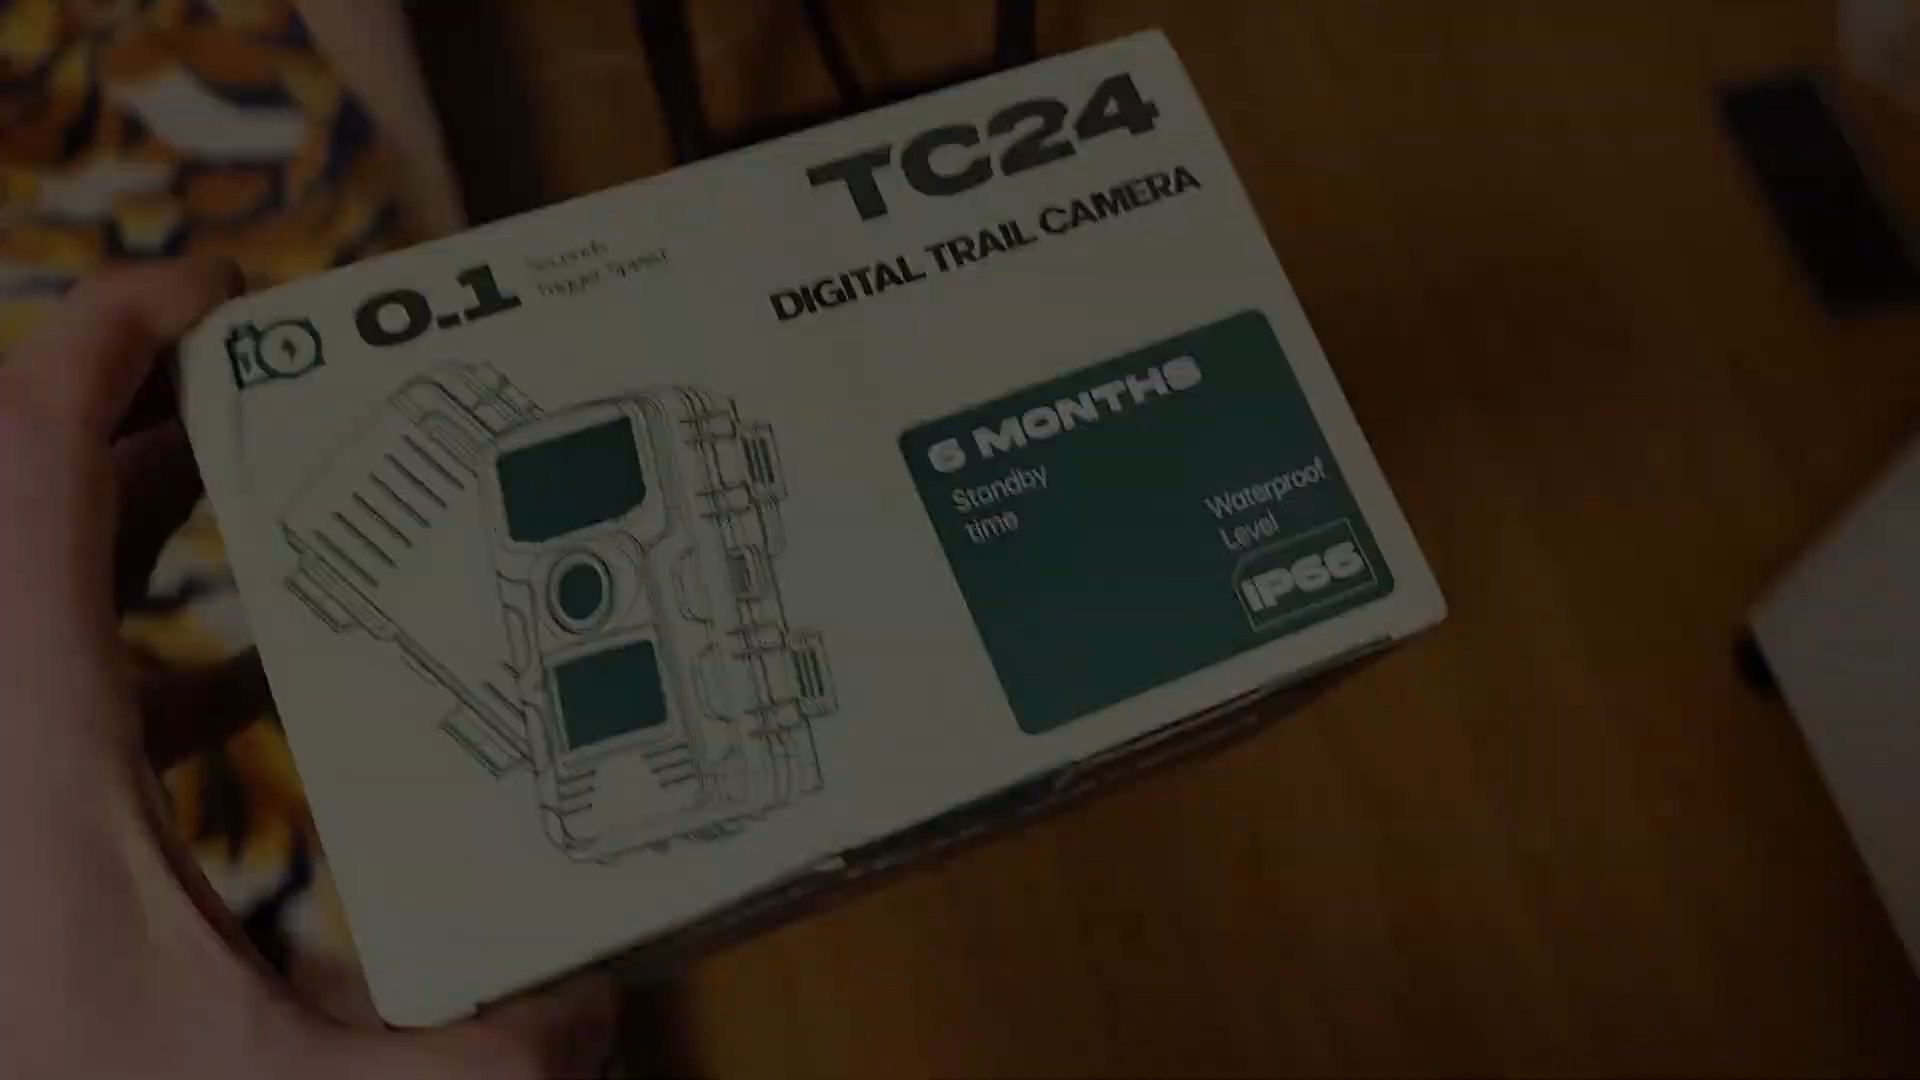 TC24
DIGITAL TRAIL CAMERA
0.1
Seconds
Trigger Speed
6 MONTHS
Standby
time
Waterproof
Level
IP66